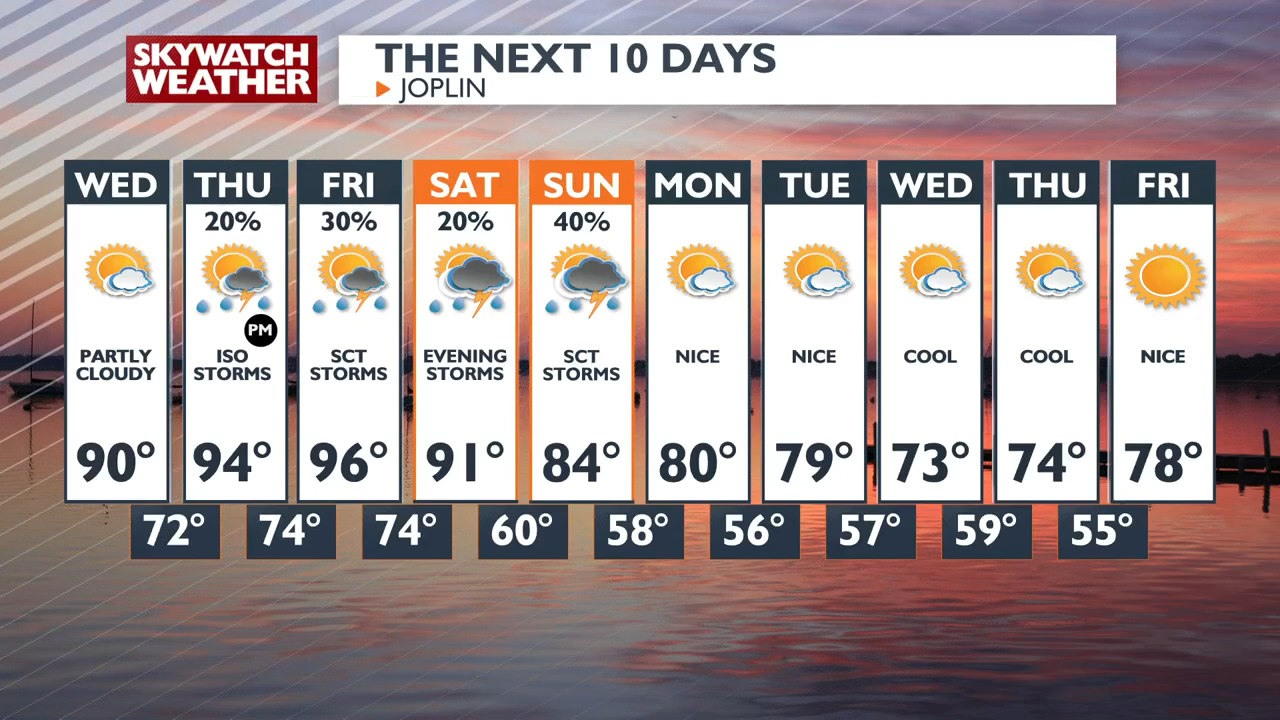 SKYWATCH
WEATHER
THE NEXT 10 DAYS
JOPLIN
WED
PARTLY
CLOUDY
90°
THU
20%
PM
ISO
STORMS
94°
FRI
30%
SCT
STORMS
96°
SAT
20%
EVENING
STORMS
91°
SUN
40%
SCT
STORMS
84°
MON
NICE
80°
TUE
NICE
79°
WED
COOL
73°
THU
COOL
74°
FRI
NICE
78°
72°
74°
74°
60°
58°
56°
57°
59°
55°